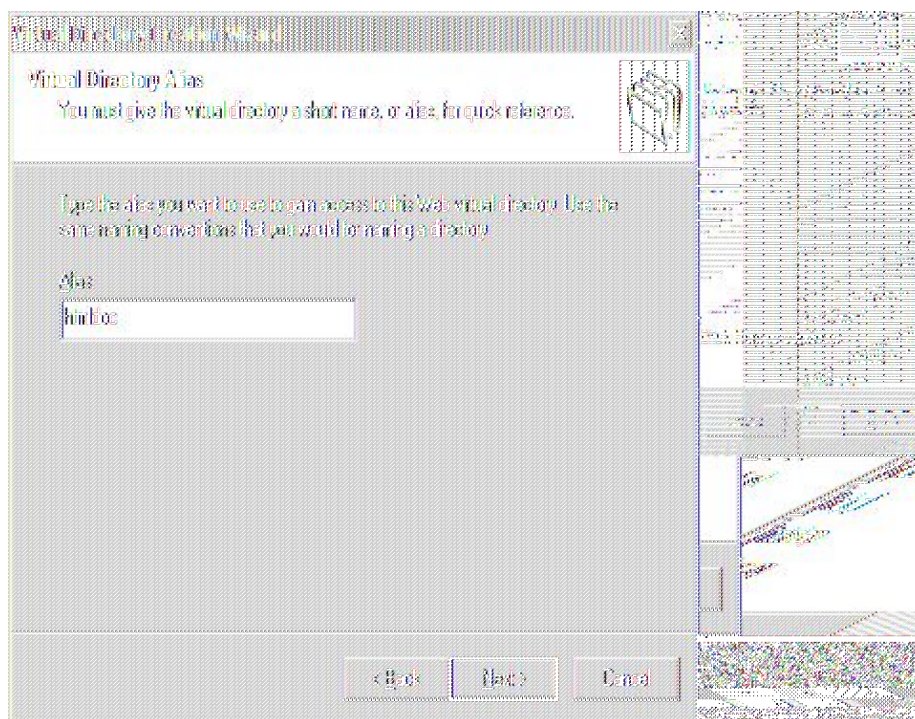 Virtual Directory Creation Wizard
Virtual Directory Alias
You must give the virtual directory a short name, or alias, for quick reference.
Type the alias you want to use to gain access to this Web virtual directory. Use the
same naming conventions that you would for naming a directory.
Alias:
< Back
Next >
Cancel